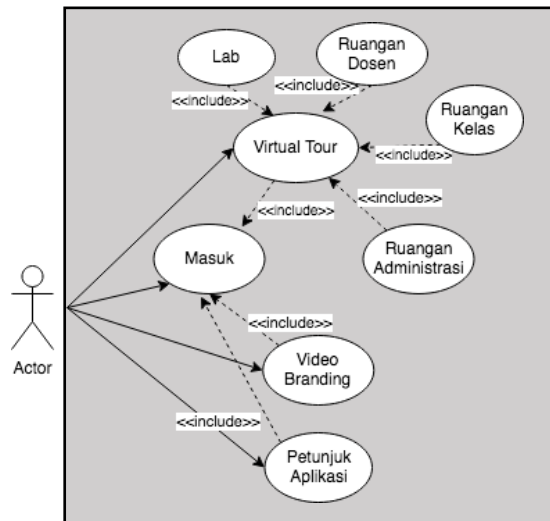 Lab
Ruangan
Dosen
<<include>>
<<include>>
Ruangan
Kelas
Virtual Tour
<<include>>
<<include>>
<<include>>
Masuk
Ruangan
Administrasi
<<include>>
Actor
Video
Branding
<<include>>
Petunjuk
Aplikasi